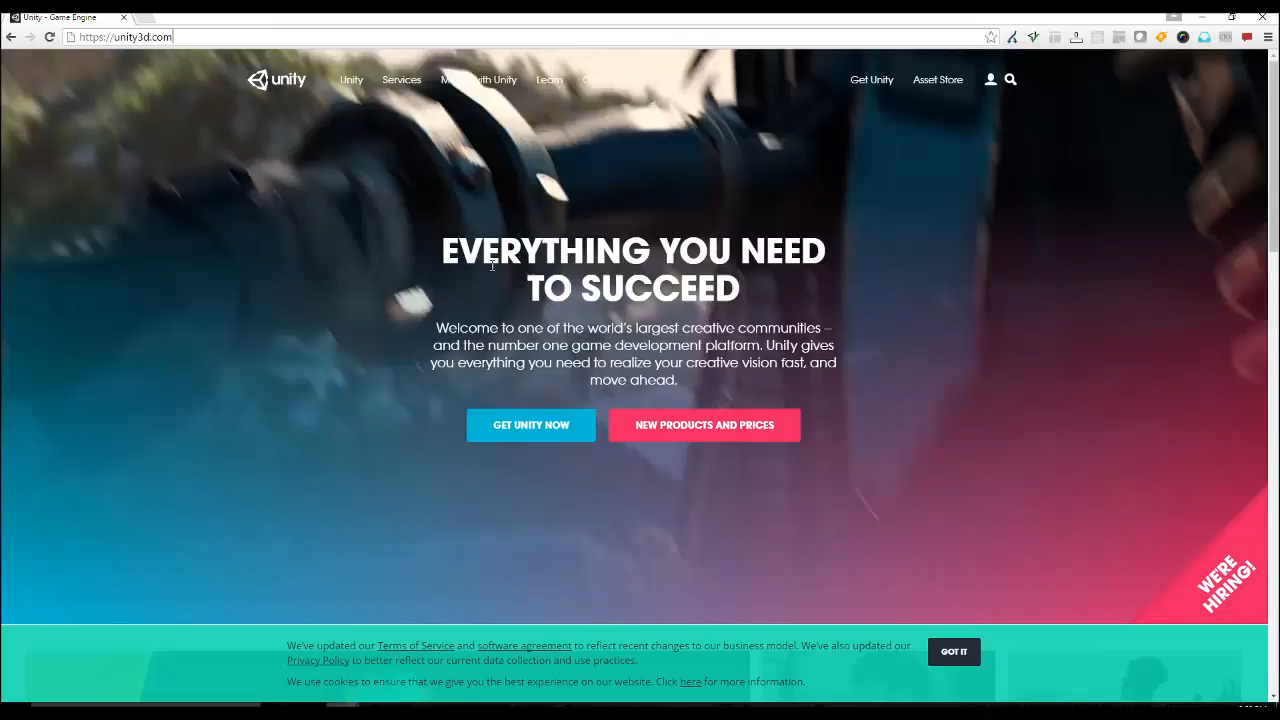 Unity - Game Engine
https://unity3d.com
unity Unity Services with Unity Learn Get Unity Asset Store
EVERYTHING YOU NEED
TO SUCCEED
Welcome to one of the world's largest creative communities –
and the number one game development platform. Unity gives
you everything you need to realize your creative vision fast, and
move ahead.
GET UNITY NOW NEW PRODUCTS AND PRICES
WE'RE
HIRING!
We've updated our Terms of Service and software agreement to reflect recent changes to our business model. We've also updated our
Privacy Policy to better reflect our current data collection and use practices.
GOT IT
We use cookies to ensure that we give you the best experience on our website. Click here for more information.